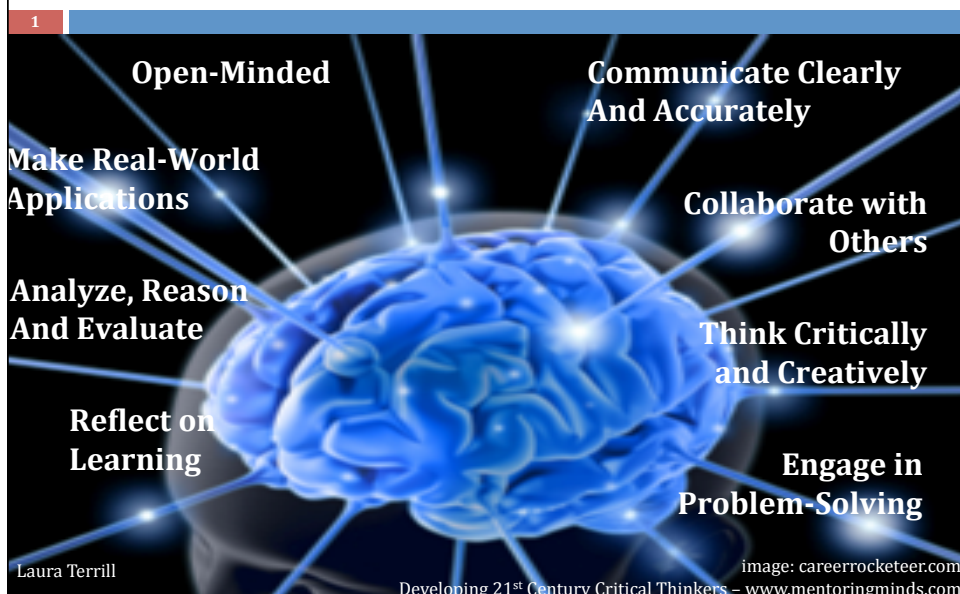 1
Open-Minded
Communicate Clearly
And Accurately
Make Real-World
Applications
Collaborate with
Others
Analyze, Reason
And Evaluate
Think Critically
and Creatively
Reflect on
Learning
Engage in
Problem-Solving
Laura Terrill
image: careerrocketeer.com
Developing 21st Century Critical Thinkers – www.mentoringminds.com